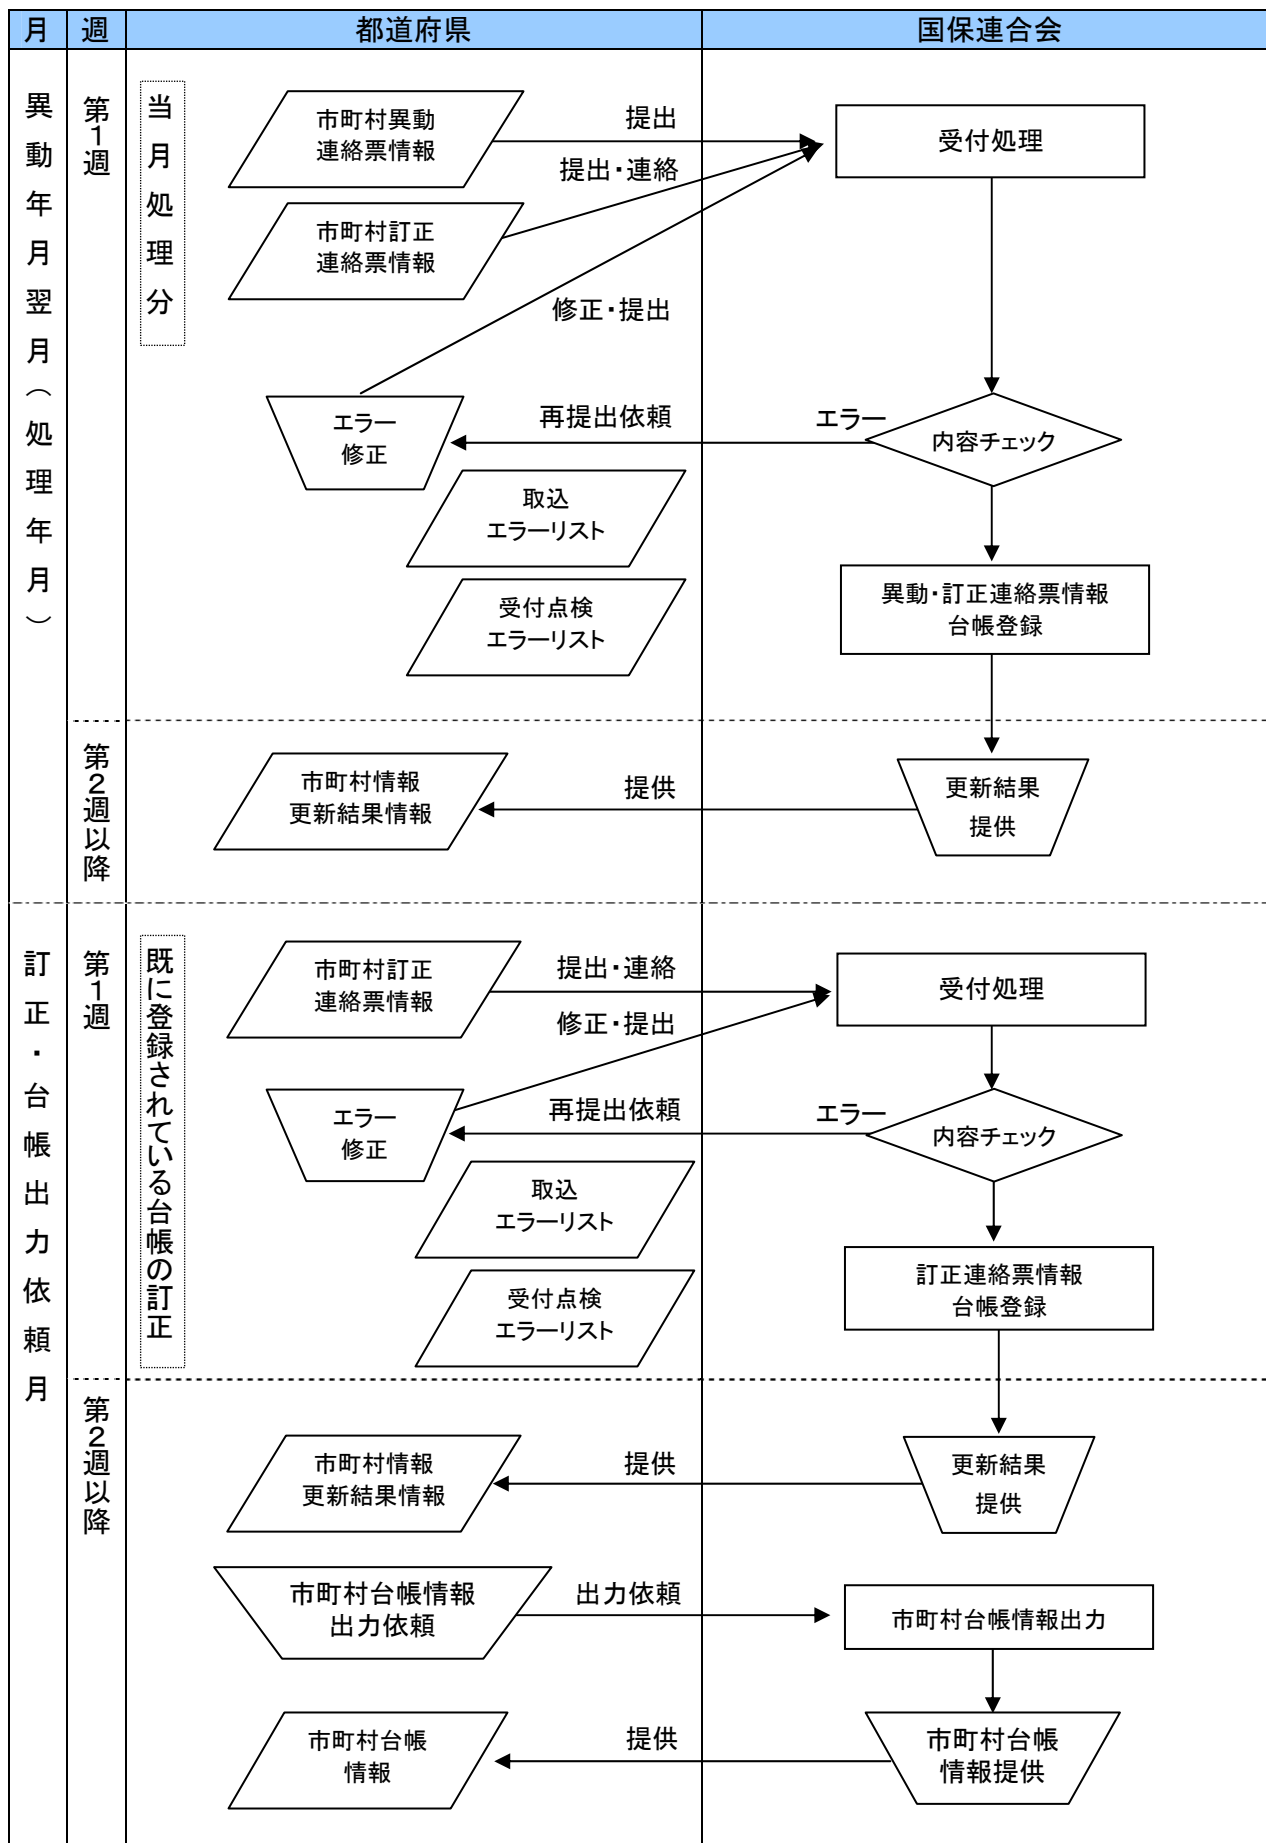 月 週 都道府県 国保連合会
異動年月翌月(処理年月)
第1週
当月処理分
市町村異動
連絡票情報
提出
受付処理
提出・連絡
市町村訂正
連絡票情報
修正・提出
エラー
修正
再提出依頼
エラー
内容チェック
取込
エラーリスト
受付点検
エラーリスト
異動・訂正連絡票情報
台帳登録
第2週以降
市町村情報
更新結果情報
提供
更新結果
提供
訂正・台帳出力依頼月
第1週
既に登録されている台帳の訂正
市町村訂正
連絡票情報
提出・連絡
受付処理
修正・提出
エラー
修正
再提出依頼
エラー
内容チェック
取込
エラーリスト
受付点検
エラーリスト
訂正連絡票情報
台帳登録
第2週以降
市町村情報
更新結果情報
提供
更新結果
提供
市町村台帳情報
出力依頼
出力依頼
市町村台帳情報出力
市町村台帳
情報
提供
市町村台帳
情報提供